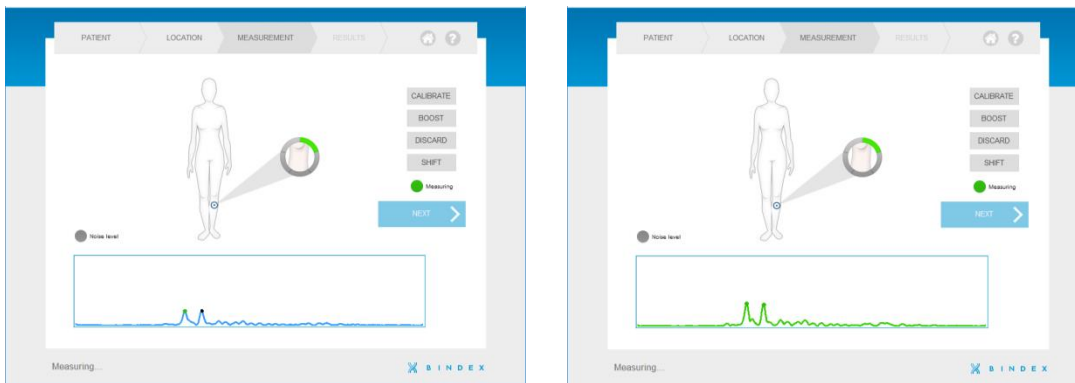 PATIENT LOCATION MEASUREMENT RESULTS ?
CALIBRATE
BOOST
DISCARD
SHIFT
Measuring
NEXT
Noise level
Measuring...
BINDEX
PATIENT LOCATION MEASUREMENT RESULTS ?
CALIBRATE
BOOST
DISCARD
SHIFT
Measuring
NEXT
Noise level
Measuring...
BINDEX